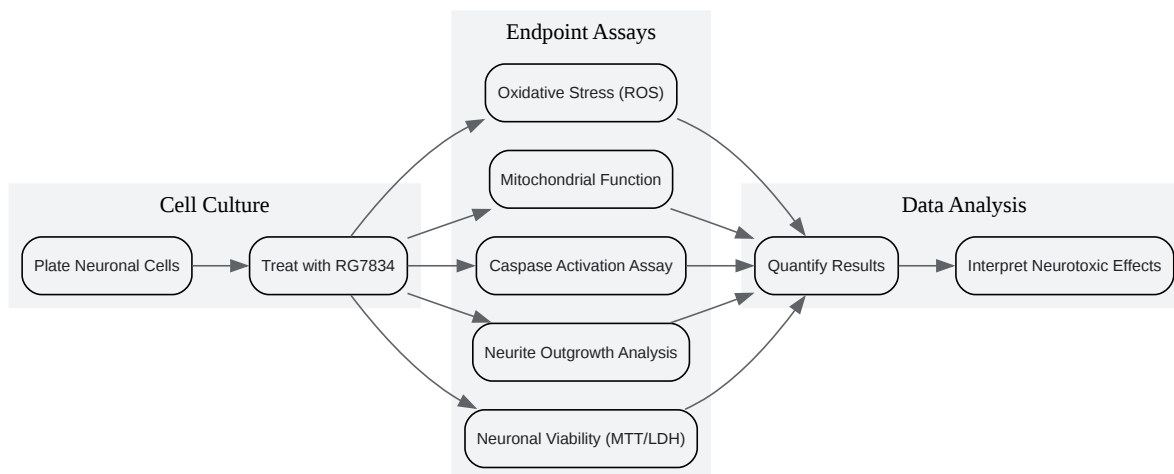 Endpoint Assays
Oxidative Stress (ROS)
Mitochondrial Function
Cell Culture
Data Analysis
Plate Neuronal Cells
Treat with RG7834
Caspase Activation Assay
Quantify Results
Interpret Neurotoxic Effects
Neurite Outgrowth Analysis
Neuronal Viability (MTT/LDH)